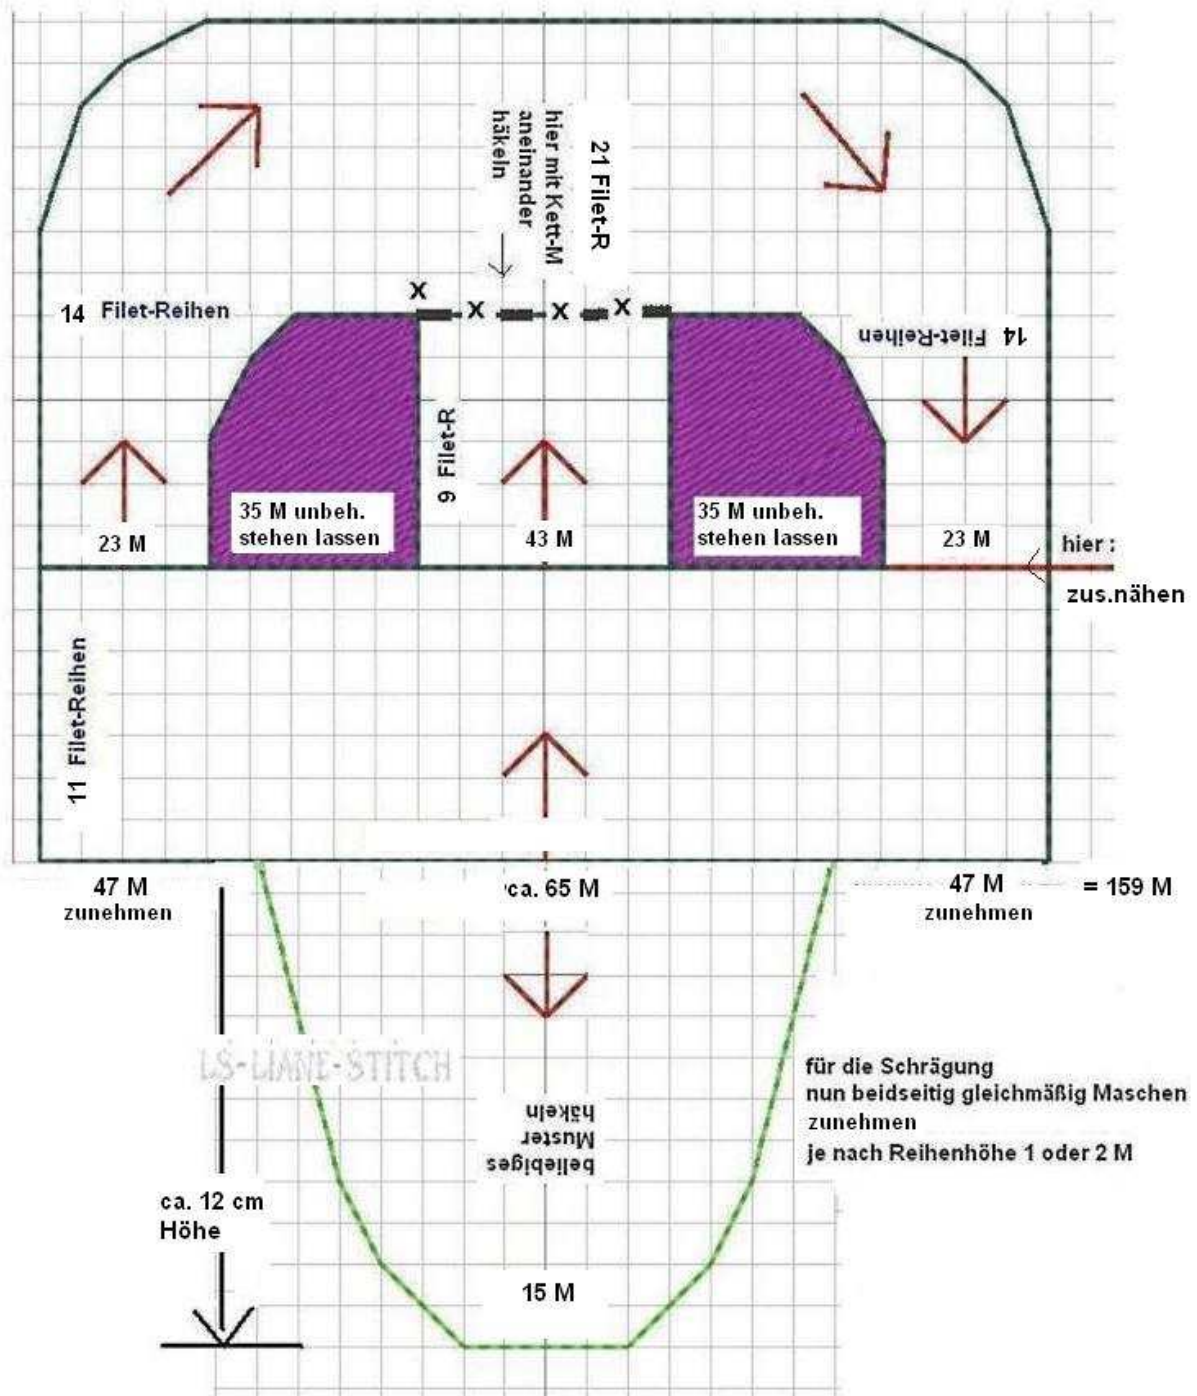 hier mit Kett-M
aneinander
häkeln
21 Filet-R
x
x
x
x
14 Filet-Reihen
14 Filet-Reihen
9 Filet-R
35 M unbeh.
stehen lassen
35 M unbeh.
stehen lassen
23 M
43 M
23 M
hier :
zus.nähen
11 Filet-Reihen
47 M
zunehmen
ca. 65 M
47 M
zunehmen
= 159 M
LS-LIANE-STITCH
für die Schrägung
nun beidseitig gleichmäßig Maschen
zunehmen
je nach Reihenhöhe 1 oder 2 M
beliebiges
Muster
häkeln
ca. 12 cm
Höhe
15 M